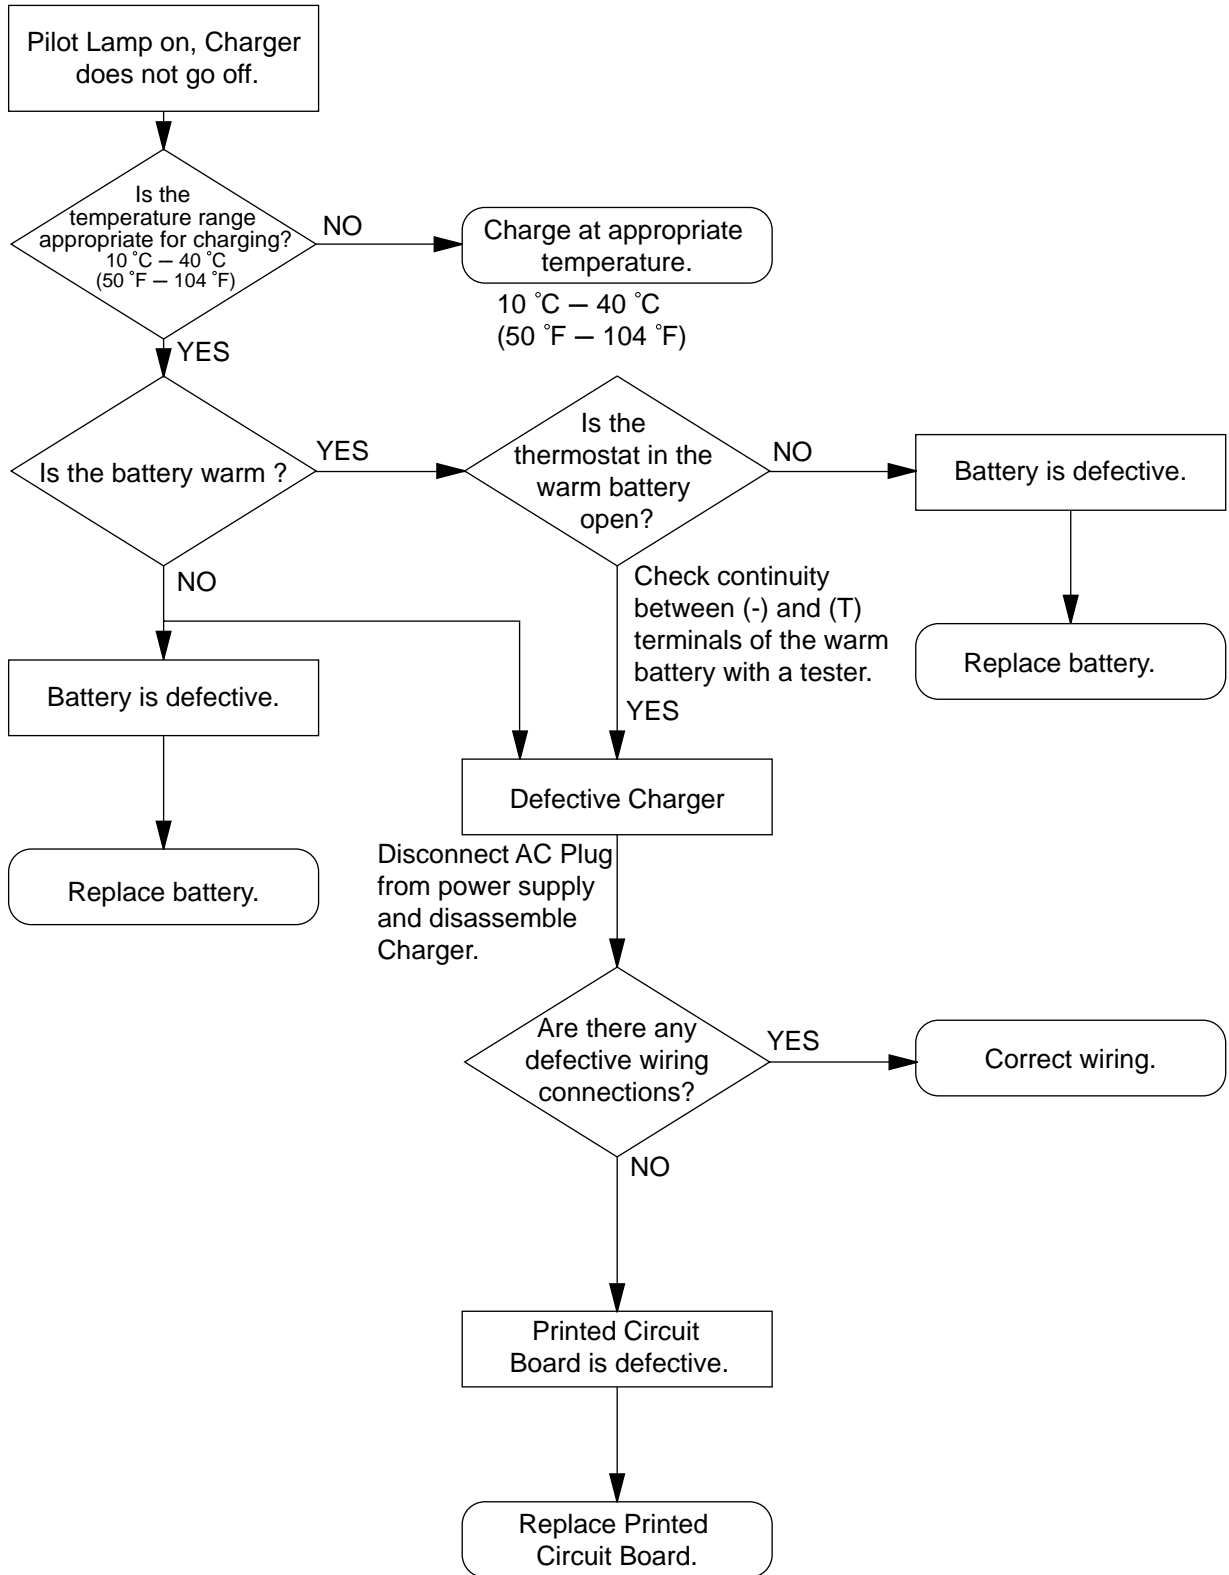 Pilot Lamp on, Charger
does not go off.
Is the
temperature range
appropriate for charging?
10 ˚C — 40 ˚C
(50 ˚F — 104 ˚F)
NO
Charge at appropriate
temperature.
10 ˚C — 40 ˚C
(50 ˚F — 104 ˚F)
YES
Is the battery warm ?
YES
Is the
thermostat in the
warm battery
open?
NO
Battery is defective.
Replace battery.
NO
Check continuity
between (-) and (T)
terminals of the warm
battery with a tester.
YES
Battery is defective.
Replace battery.
Defective Charger
Disconnect AC Plug
from power supply
and disassemble
Charger.
Are there any
defective wiring
connections?
YES
Correct wiring.
NO
Printed Circuit
Board is defective.
Replace Printed
Circuit Board.